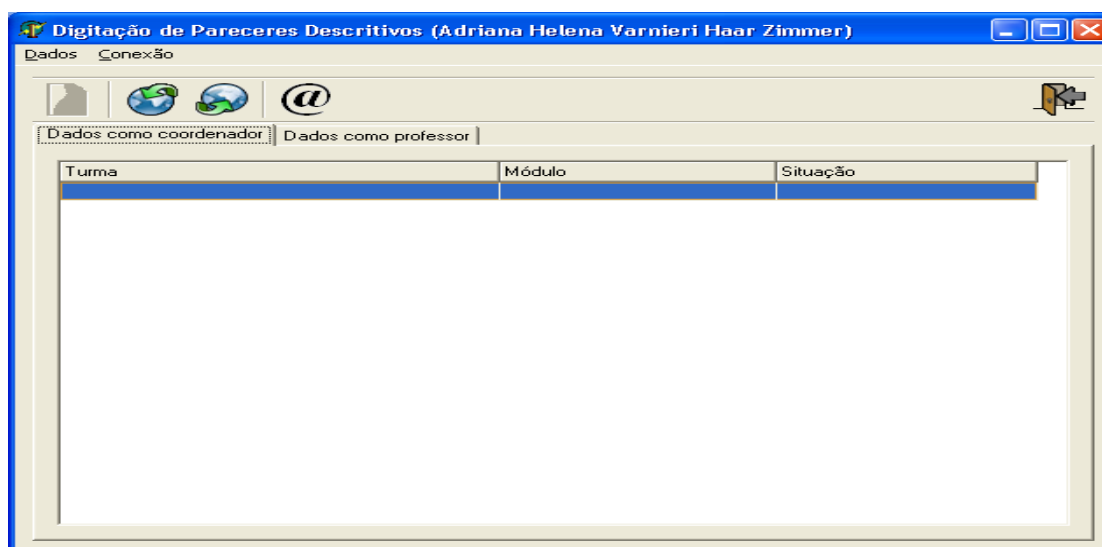 Digitação de Pareceres Descritivos (Adriana Helena Varnieri Haar Zimmer)
Dados Conexão
@
Dados como coordenador Dados como professor
Turma Módulo Situação